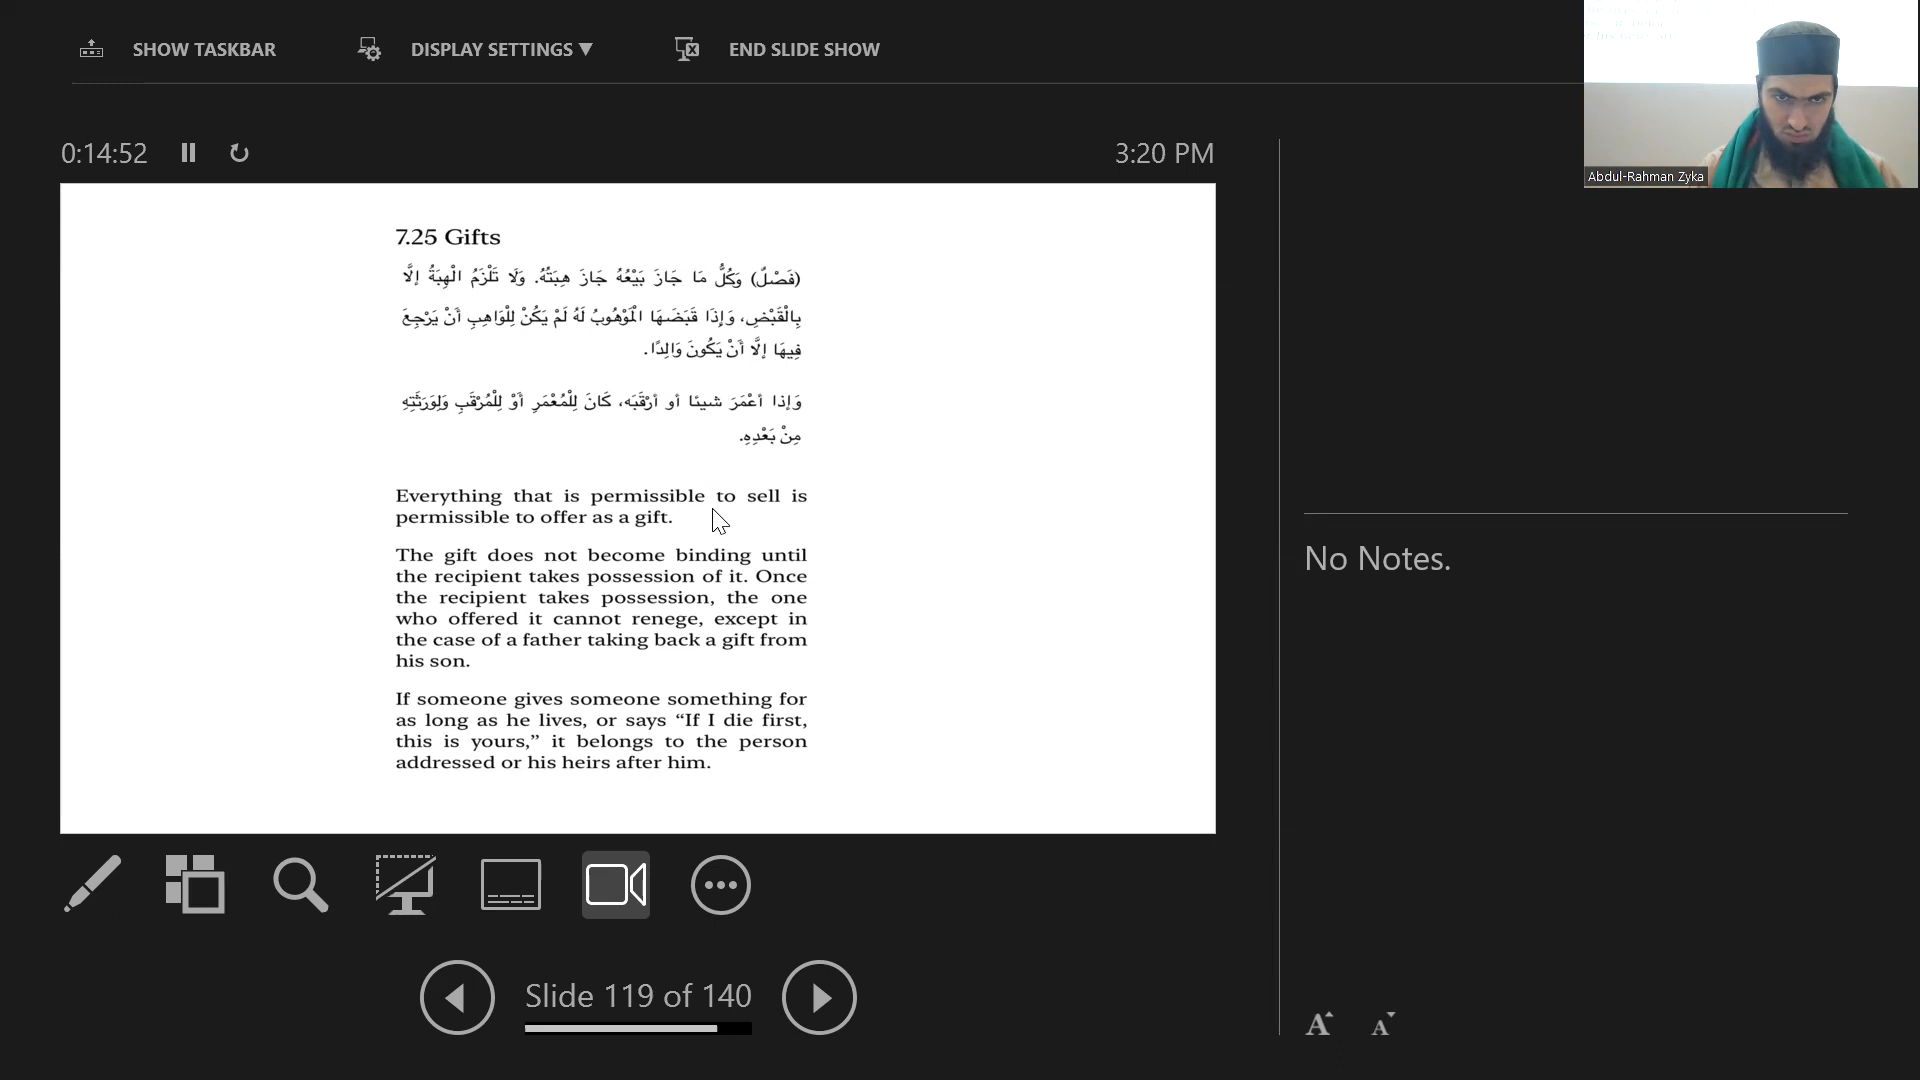 SHOW TASKBAR
DISPLAY SETTINGS ▼
END SLIDE SHOW
Abdul-Rahman Zyka
0:14:52
3:20 PM
7.25 Gifts
(فَصْلٌ) وَكُلُّ مَا جَازَ بَيْعُهُ جَازَ هِبَتُهُ. وَلَا تَلْزَمُ الْهِبَةُ إلَّا
بِالْقَبْضِ، وَإِذَا قَبَضَهَا الْمَوْهُوبُ لَهُ لَمْ يَكُنْ لِلْوَاهِبِ أَنْ يَرْجِعَ
فِيهَا إلَّا أَنْ يَكُونَ وَالِدًا.
وَإذا أعْمَرَ شيئا أو أرْقَبَه، كَانَ لِلْمُعْمَرِ أَوْ لِلْمُرْقَبِ وَلِوَرَثَتِهِ
مِنْ بَعْدِهِ.
Everything that is permissible to sell is
permissible to offer as a gift.
The gift does not become binding until
the recipient takes possession of it. Once
the recipient takes possession, the one
who offered it cannot renege, except in
the case of a father taking back a gift from
his son.
If someone gives someone something for
as long as he lives, or says “If I die first,
this is yours,” it belongs to the person
addressed or his heirs after him.
No Notes.
Slide 119 of 140
A A